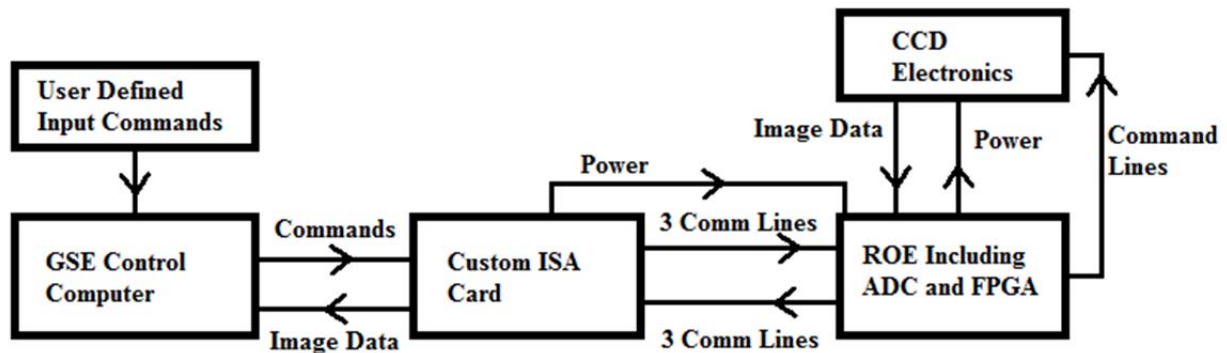 CCD
Electronics
User Defined
Input Commands
Image Data
Power
Command
Lines
Power
3 Comm Lines
Commands
GSE Control
Computer
Custom ISA
Card
ROE Including
ADC and FPGA
Image Data
3 Comm Lines